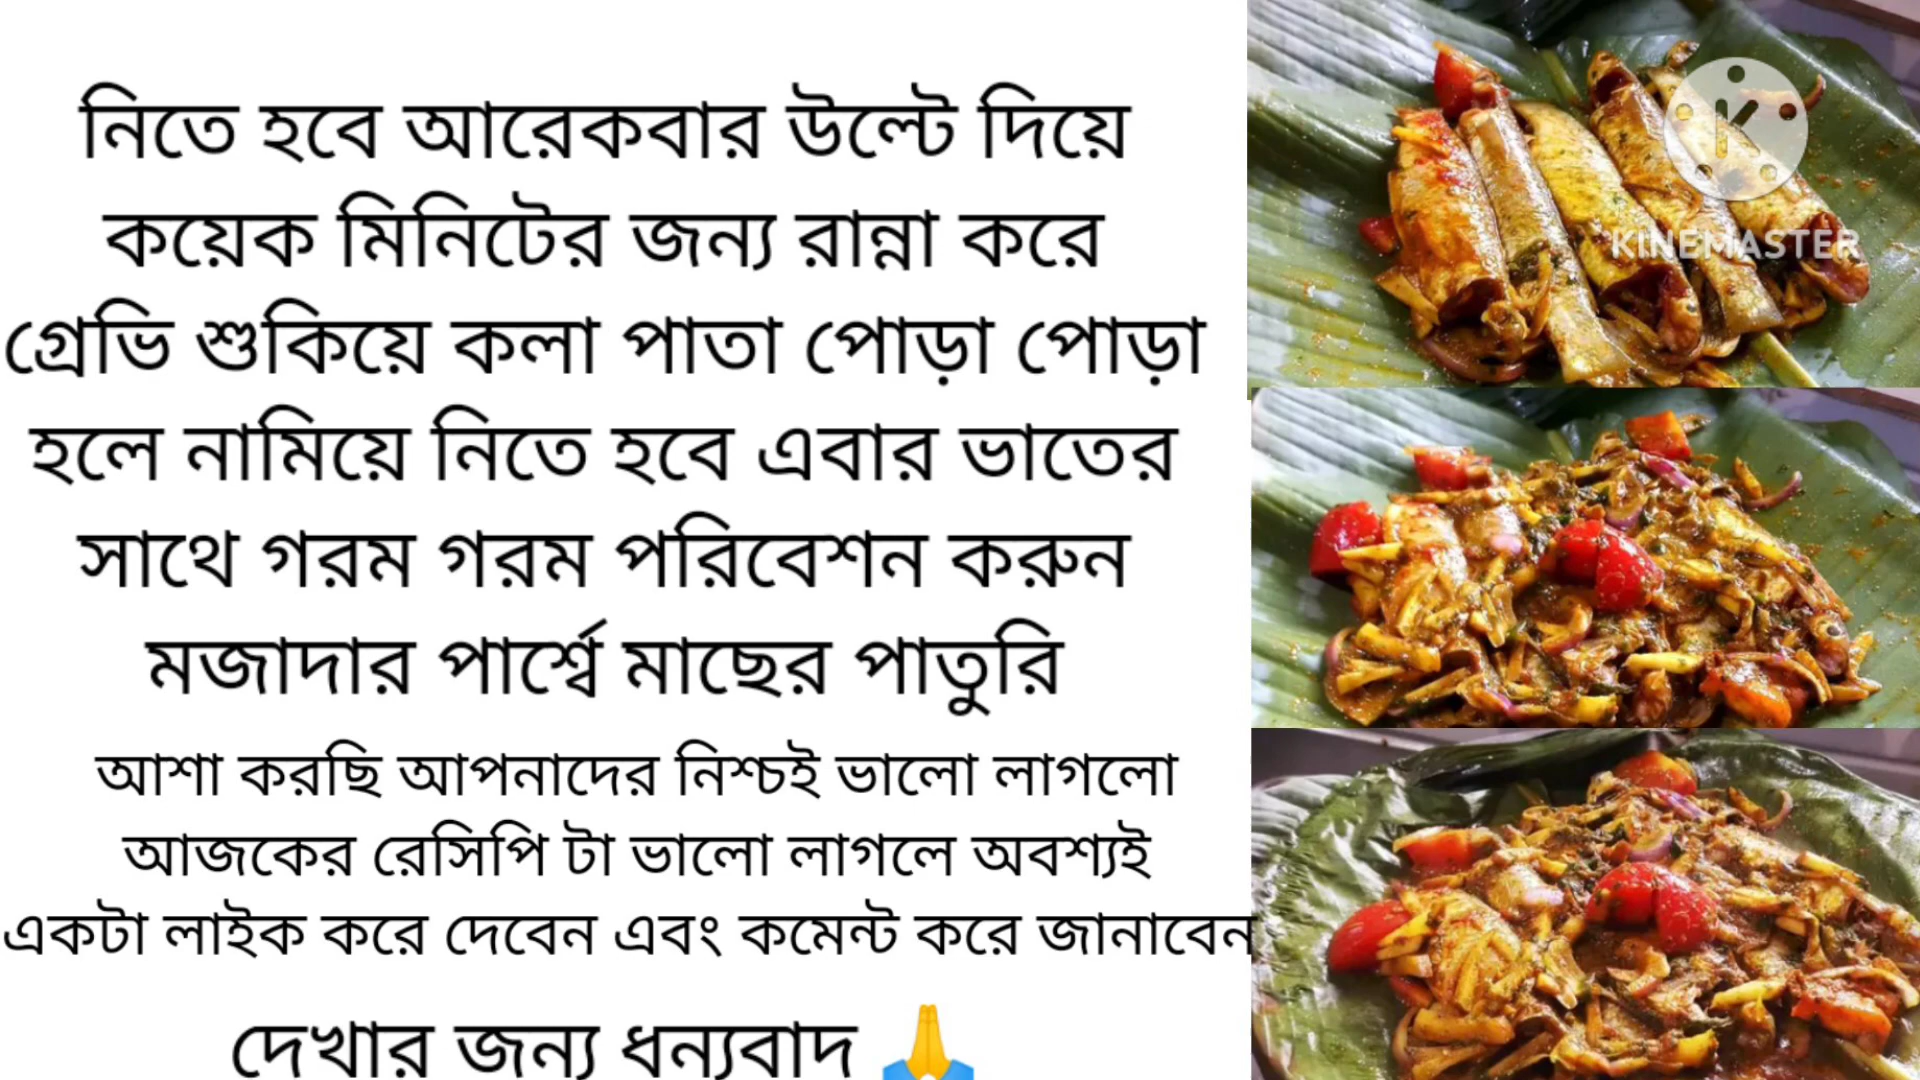 নিতে হবে আরেকবার উল্টে দিয়ে
কয়েক মিনিটের জন্য রান্না করে
গ্রেভি শুকিয়ে কলা পাতা পোড়া পোড়া
হলে নামিয়ে নিতে হবে এবার ভাতের
সাথে গরম গরম পরিবেশন করুন
মজাদার পার্শ্বে মাছের পাতুরি
আশা করছি আপনাদের নিশ্চই ভালো লাগলো
আজকের রেসিপি টা ভালো লাগলে অবশ্যই
একটা লাইক করে দেবেন এবং কমেন্ট করে জানাবেন
দেখার জন্য ধন্যবাদ 🙏
K
KINEMASTER